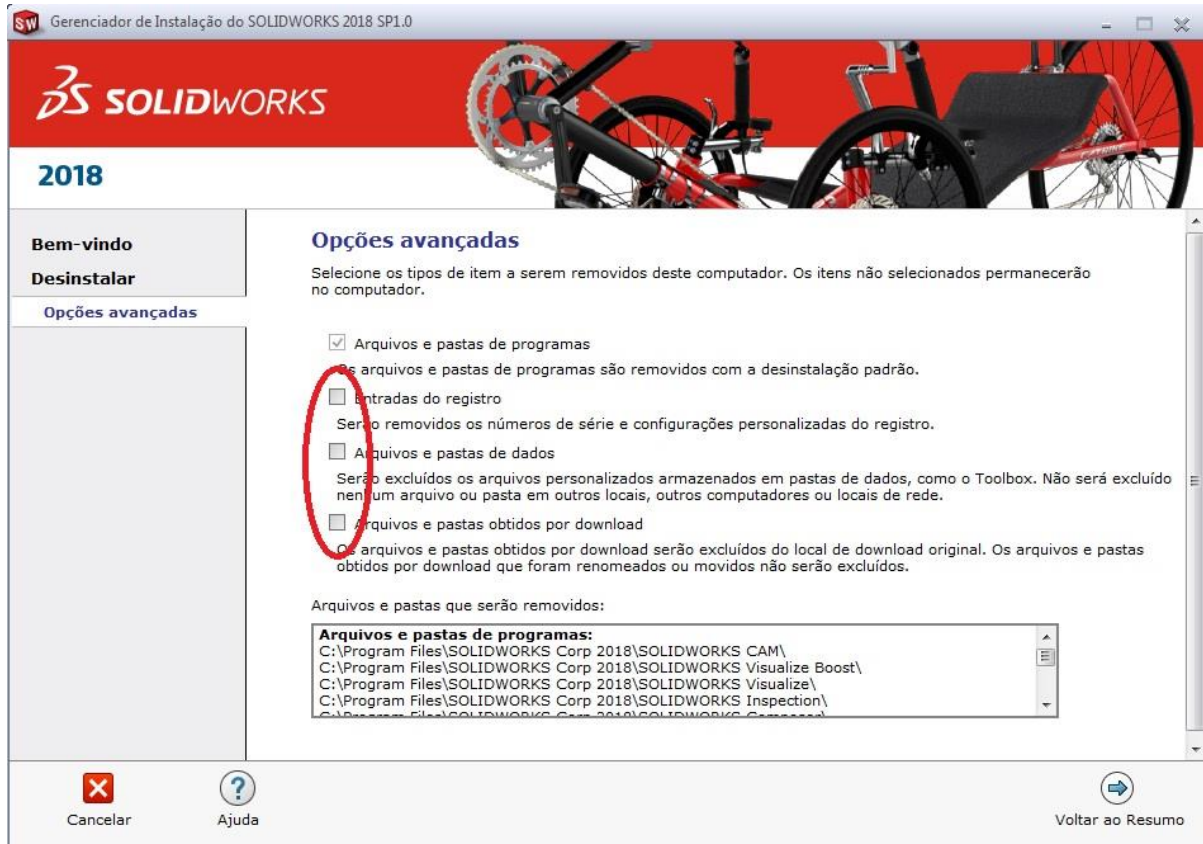 Gerenciador de Instalação do SOLIDWORKS 2018 SP1.0
SOLIDWORKS
2018
Bem-vindo
Desinstalar
Opções avançadas
Opções avançadas
Selecione os tipos de item a serem removidos deste computador. Os itens não selecionados permanecerão
no computador.
Arquivos e pastas de programas
Os arquivos e pastas de programas são removidos com a desinstalação padrão.
Entradas do registro
Serão removidos os números de série e configurações personalizadas do registro.
Arquivos e pastas de dados
Serão excluídos os arquivos personalizados armazenados em pastas de dados, como o Toolbox. Não será excluído
nenhum arquivo ou pasta em outros locais, outros computadores ou locais de rede.
Arquivos e pastas obtidos por download
Os arquivos e pastas obtidos por download serão excluídos do local de download original. Os arquivos e pastas
obtidos por download que foram renomeados ou movidos não serão excluídos.
Arquivos e pastas que serão removidos:
Arquivos e pastas de programas:
C:\Program Files\SOLIDWORKS Corp 2018\SOLIDWORKS CAM\
C:\Program Files\SOLIDWORKS Corp 2018\SOLIDWORKS Visualize Boost\
C:\Program Files\SOLIDWORKS Corp 2018\SOLIDWORKS Visualize\
C:\Program Files\SOLIDWORKS Corp 2018\SOLIDWORKS Inspection\
C:\Program Files\SOLIDWORKS Corp 2018\SOLIDWORKS Composer\
Cancelar
Ajuda
Voltar ao Resumo